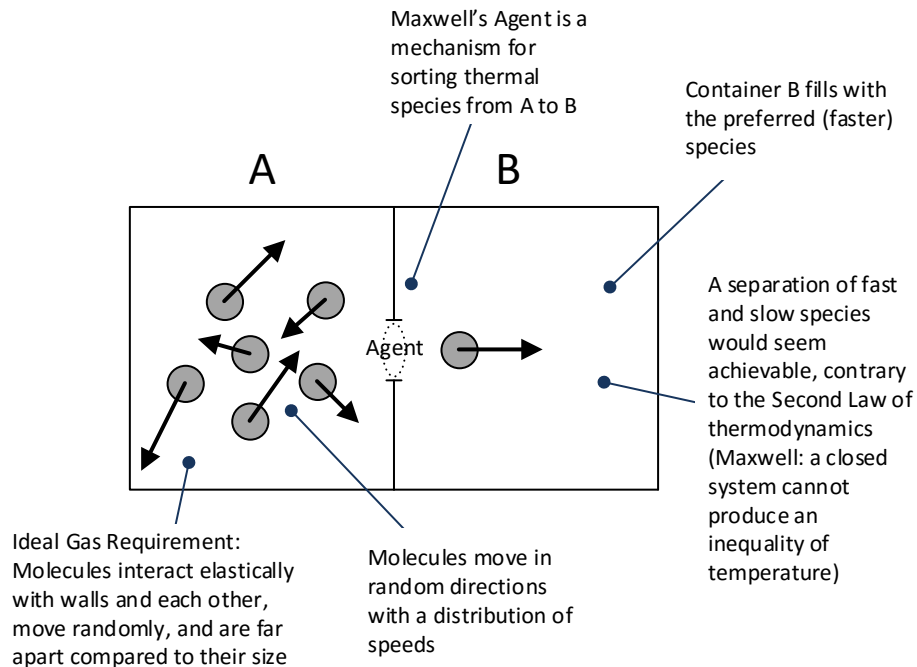 Maxwell’s Agent is a
mechanism for
sorting thermal
species from A to B
Container B fills with
the preferred (faster)
species
A
B
Agent
A separation of fast
and slow species
would seem
achievable, contrary
to the Second Law of
thermodynamics
(Maxwell: a closed
system cannot
produce an
inequality of
temperature)
Ideal Gas Requirement:
Molecules interact elastically
with walls and each other,
move randomly, and are far
apart compared to their size
Molecules move in
random directions
with a distribution of
speeds